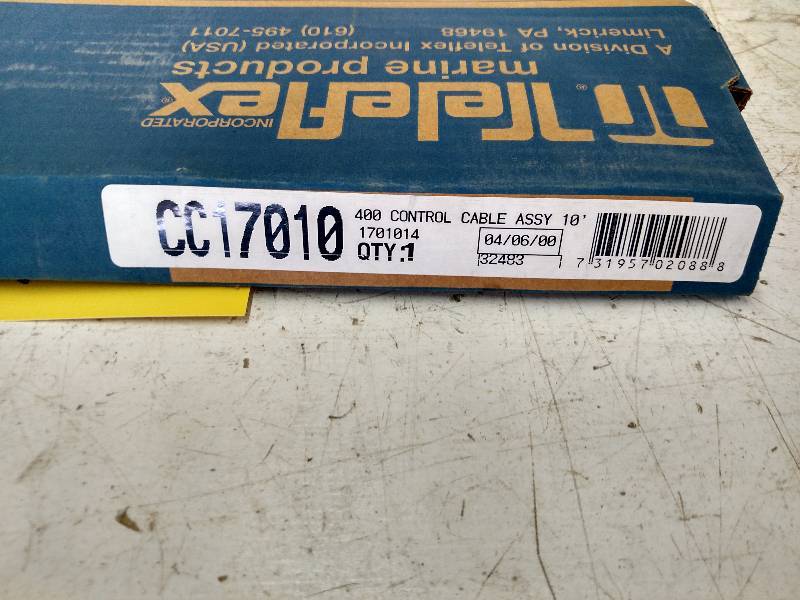 Teleflex®
INCORPORATED
marine products
A Division of Teleflex Incorporated (USA)
Limerick, PA 19468 (610) 495-7011
CC17010
400 CONTROL CABLE ASSY 10'
1701014
04/06/00
QTY:1
32483
7 31957 02088 8